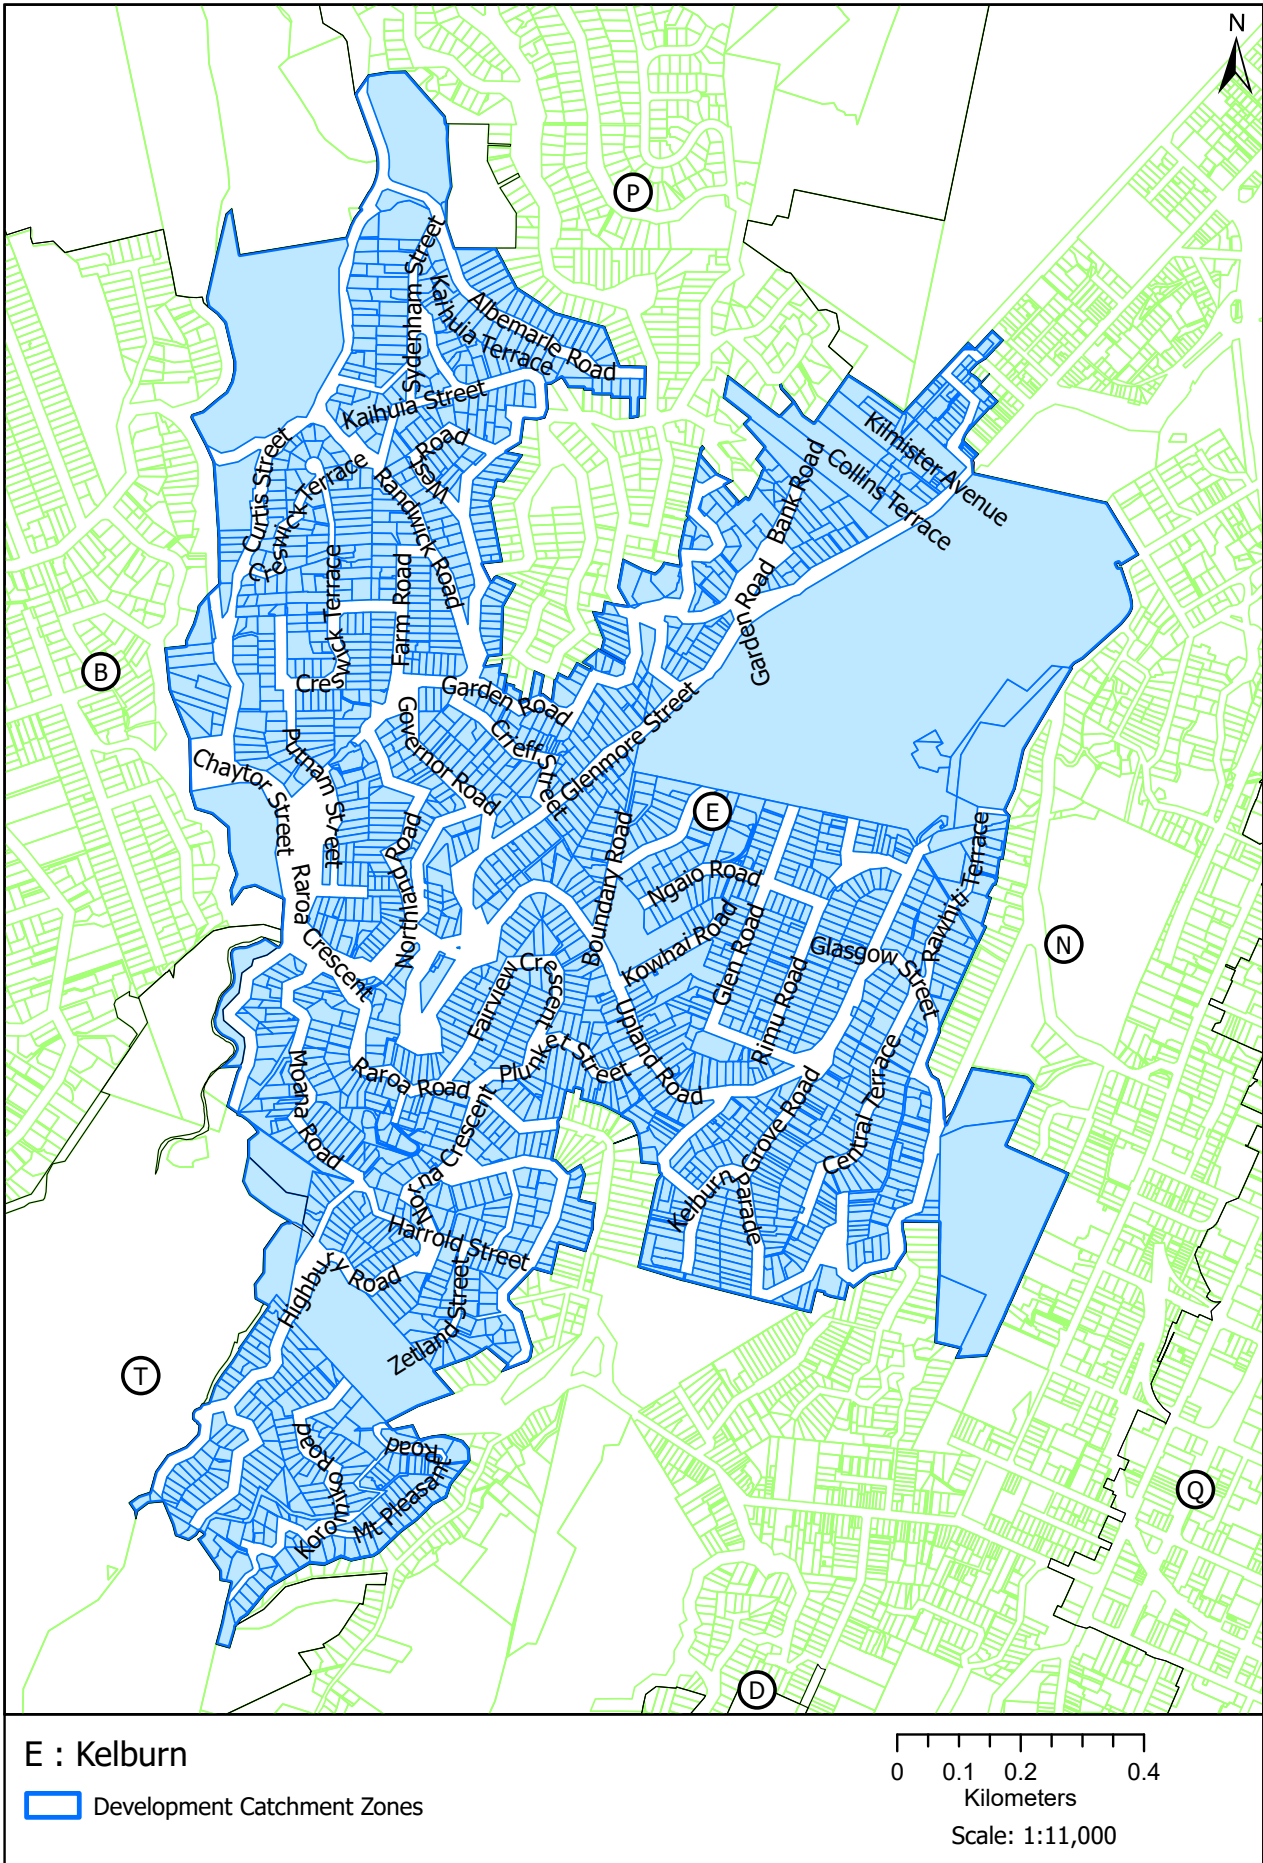 N
P
Sydenham Street
Kaihuia Terrace
Albemarle Road
Kaihuia Street
West Road
Curtis Street
Creswick Terrace
Randwick Road
Kilmister Avenue
Collins Terrace
Bank Road
Garden Road
Farm Road
Creswick Terrace
B
Garden Road
Crieff Street
Governor Road
Glenmore Street
Putnam Street
Chaytor Street
E
Boundary Road
Northland Road
Ngaio Road
Rawhiti Terrace
Raroa Crescent
Kowhai Road
Glen Road
Glasgow Street
N
Fairview Crescent
Rimu Road
Upland Road
Plunket Street
Moana Road
Raroa Road
Central Terrace
Grove Road
Norna Crescent
Kelburn Parade
Harrold Street
Highbury Road
Zetland Street
T
Koromiko Road
Mt Pleasant Road
Q
D
E : Kelburn
Development Catchment Zones
0 0.1 0.2 0.4
Kilometers
Scale: 1:11,000